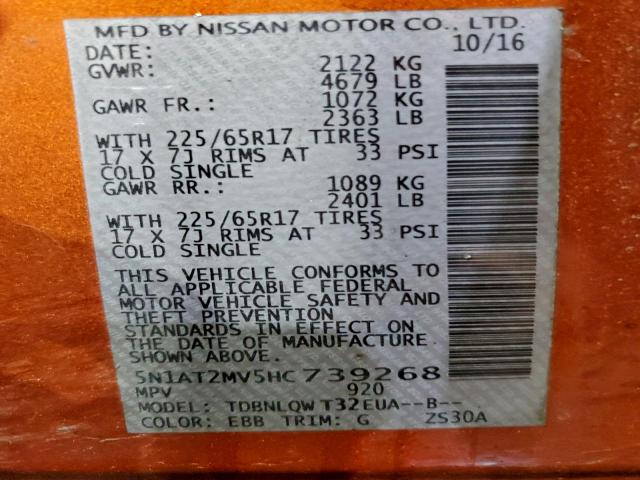 MFD BY NISSAN MOTOR CO., LTD.
DATE: 10/16
GVWR: 2122 KG
4679 LB
GAWR FR.: 1072 KG
2363 LB
WITH 225/65R17 TIRES
17 X 7J RIMS AT 33 PSI
COLD SINGLE
GAWR RR.: 1089 KG
2401 LB
WITH 225/65R17 TIRES
17 X 7J RIMS AT 33 PSI
COLD SINGLE
THIS VEHICLE CONFORMS TO
ALL APPLICABLE FEDERAL
MOTOR VEHICLE SAFETY AND
THEFT PREVENTION
STANDARDS IN EFFECT ON
THE DATE OF MANUFACTURE
SHOWN ABOVE.
5N1AT2MV5HC739268
MPV 920
MODEL: TDBNLQW T32EUA--B--
COLOR: EBB TRIM: G ZS30A